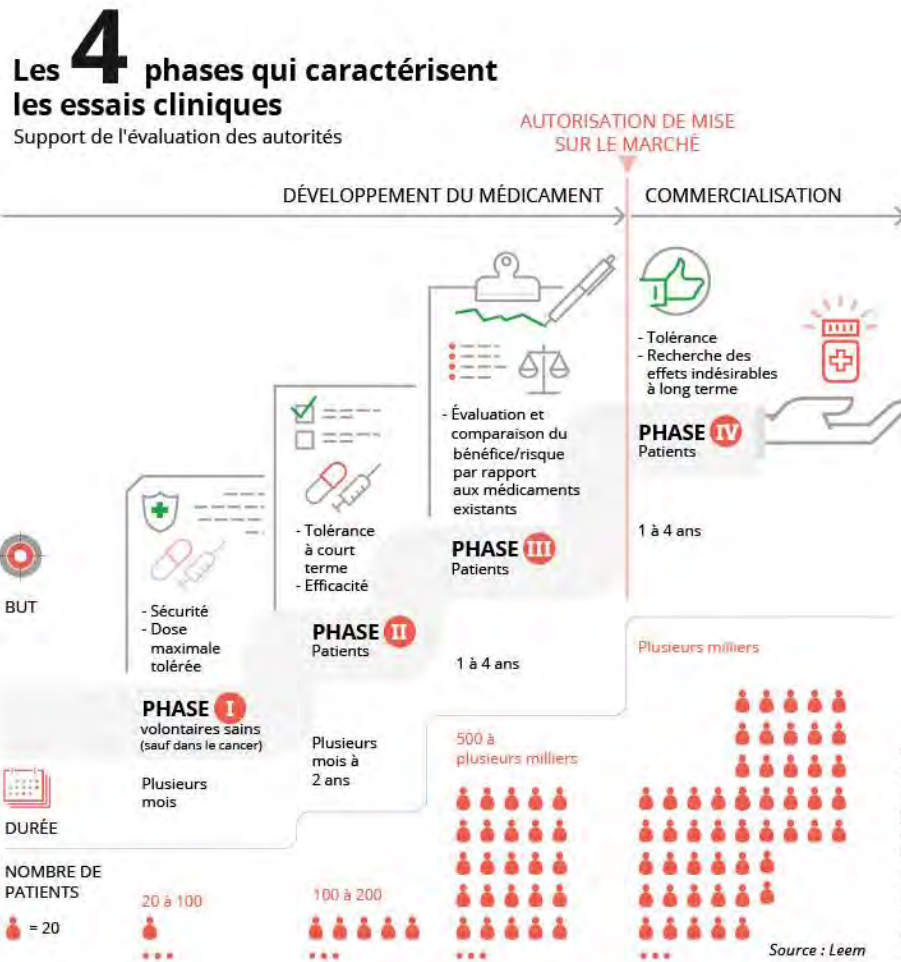 Les 4 phases qui caractérisent
les essais cliniques
Support de l'évaluation des autorités
AUTORISATION DE MISE
SUR LE MARCHÉ
DÉVELOPPEMENT DU MÉDICAMENT
COMMERCIALISATION
BUT
- Sécurité
- Dose
maximale
tolérée
PHASE I
volontaires sains
(sauf dans le cancer)
Plusieurs
mois
- Tolérance
à court
terme
- Efficacité
PHASE II
Patients
Plusieurs
mois à
2 ans
- Évaluation et
comparaison du
bénéfice/risque
par rapport
aux médicaments
existants
PHASE III
Patients
1 à 4 ans
- Tolérance
- Recherche des
effets indésirables
à long terme
PHASE IV
Patients
1 à 4 ans
DURÉE
NOMBRE DE
PATIENTS
= 20
20 à 100
100 à 200
500 à
plusieurs milliers
Plusieurs milliers
Source : Leem